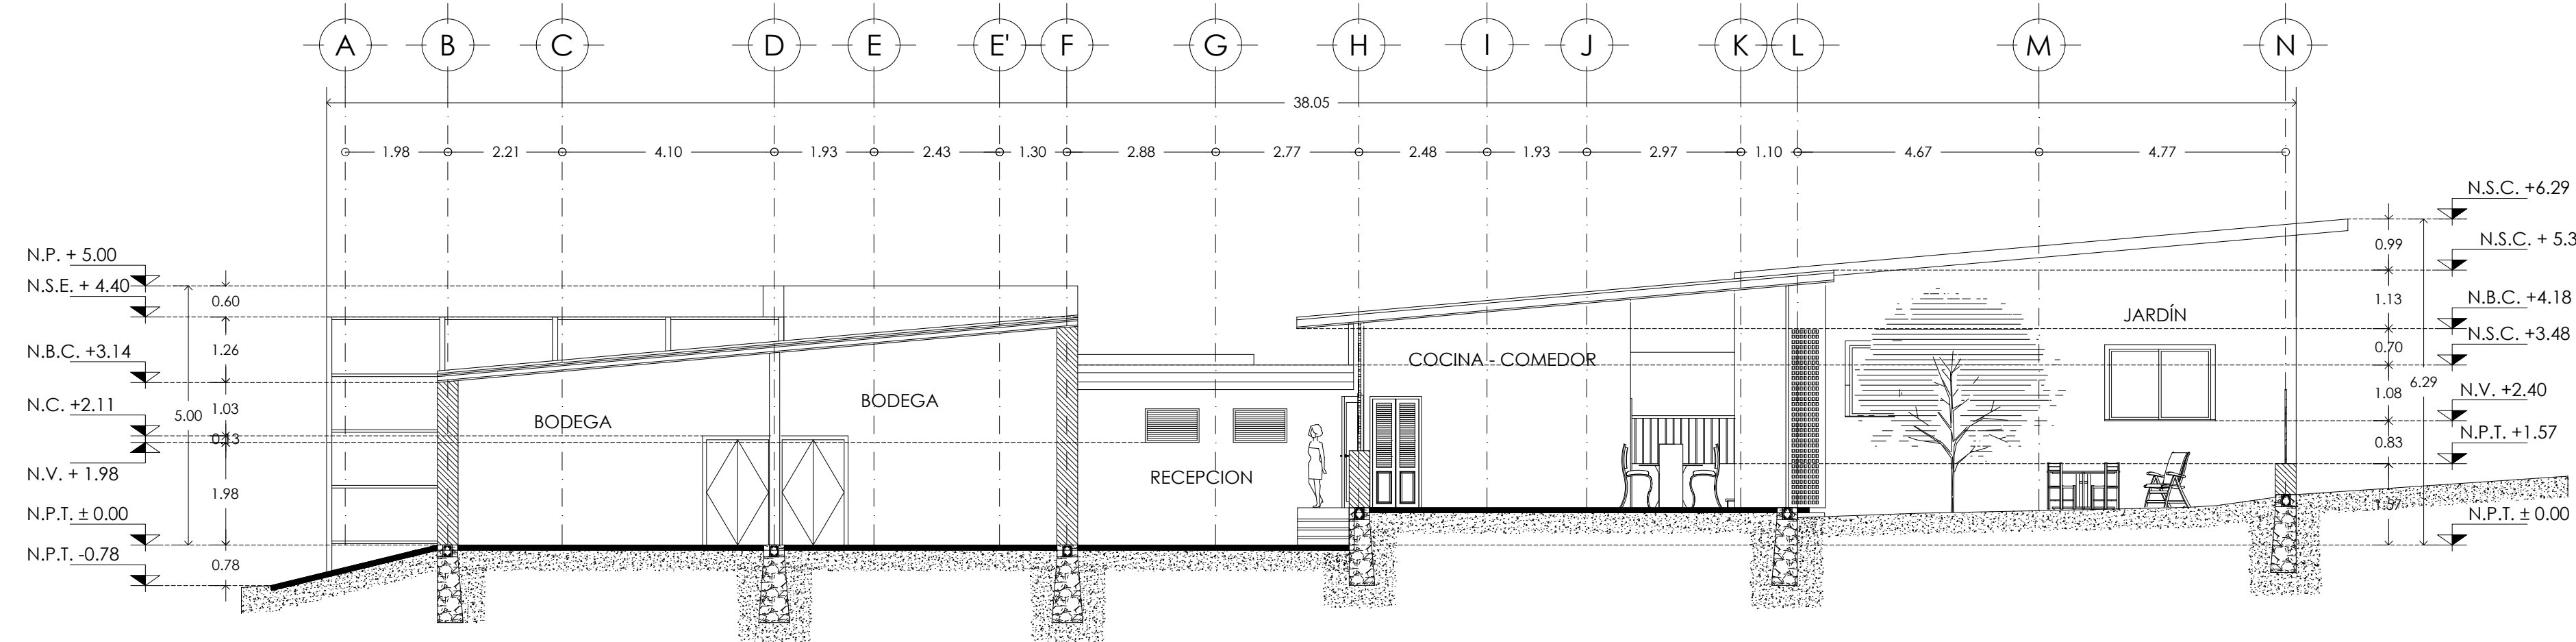 A B C D E E' F G H I J K L M N
38.05
1.98 2.21 4.10 1.93 2.43 1.30 2.88 2.77 2.48 1.93 2.97 1.10 4.67 4.77
N.P. + 5.00
N.S.E. + 4.40
N.B.C. +3.14
N.C. +2.11
N.V. + 1.98
N.P.T. ± 0.00
N.P.T. -0.78
5.00
0.60
1.26
1.03
0.13
1.98
0.78
BODEGA
BODEGA
RECEPCION
COCINA - COMEDOR
JARDÍN
0.99
1.13
0.70
1.08
0.83
1.57
6.29
N.S.C. +6.29
N.S.C. + 5.3
N.B.C. +4.18
N.S.C. +3.48
N.V. +2.40
N.P.T. +1.57
N.P.T. ± 0.00